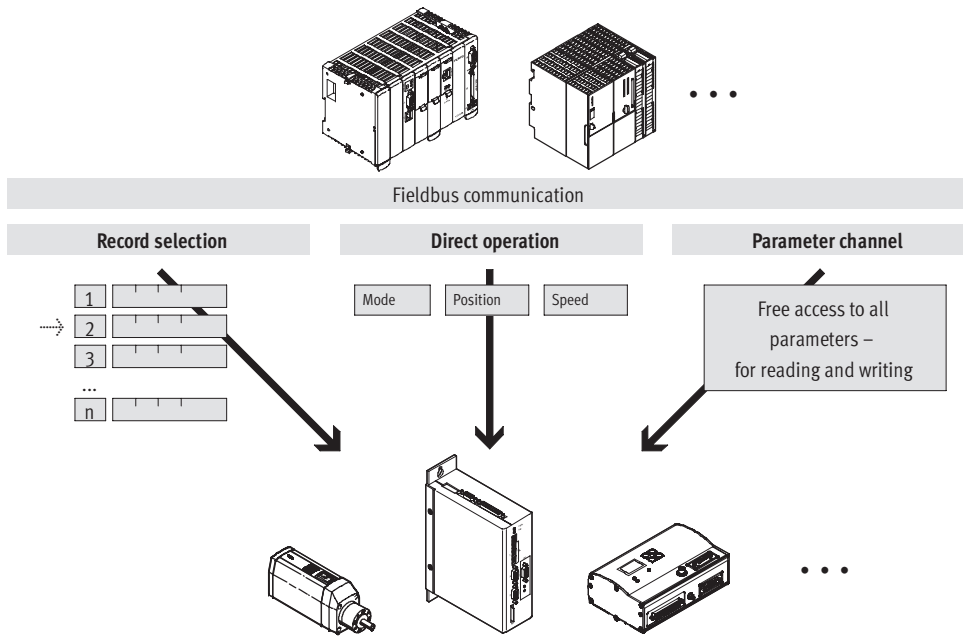 Fieldbus communication
Record selection
Direct operation
Parameter channel
1
2
3
...
n
Mode
Position
Speed
Free access to all
parameters –
for reading and writing